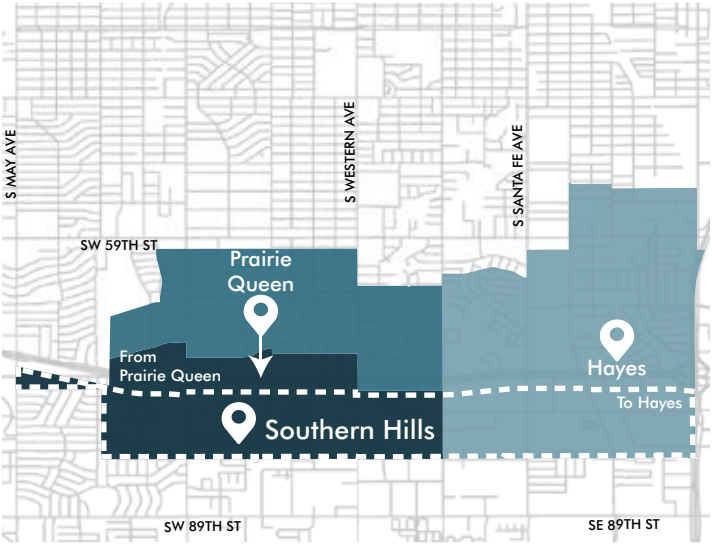 S MAY AVE
S WESTERN AVE
S SANTA FE AVE
SW 59TH ST
Prairie
Queen
From
Prairie Queen
Hayes
To Hayes
Southern Hills
SW 89TH ST
SE 89TH ST